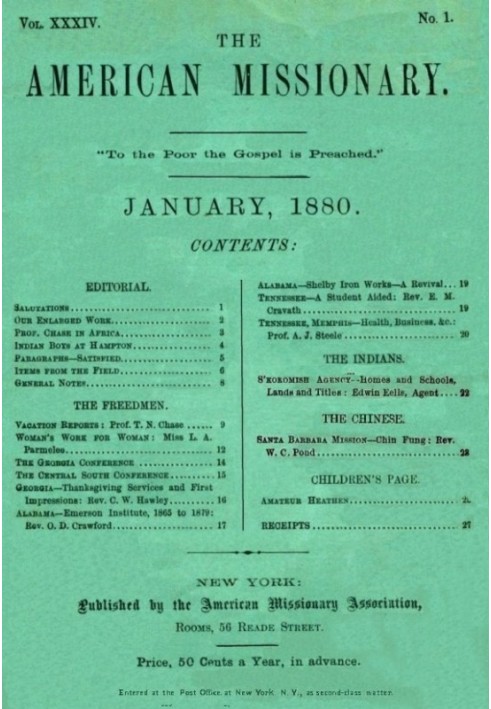 VOL. XXXIV.
No. 1.
THE
AMERICAN MISSIONARY.
"To the Poor the Gospel is Preached."
JANUARY, 1880.
CONTENTS:
EDITORIAL.
SALUTATIONS 1
OUR ENLARGED WORK 2
PROF. CHASE IN AFRICA 3
INDIAN BOYS AT HAMPTON 4
PARAGRAPHS—SATISFIED 5
ITEMS FROM THE FIELD 6
GENERAL NOTES 8
THE FREEDMEN.
VACATION REPORTS: Prof. T. N. Chase 9
WOMAN'S WORK FOR WOMAN: Miss L. A.
Parmelee 12
THE GEORGIA CONFERENCE 14
THE CENTRAL SOUTH CONFERENCE 15
GEORGIA—Thanksgiving Services and First
Impressions: Rev. C. W. Hawley 16
ALABAMA—Emerson Institute, 1865 to 1879:
Rev. O. D. Crawford 17
ALABAMA—Shelby Iron Works—A Revival 19
TENNESSEE—A Student Aided: Rev. E. M.
Cravath 19
TENNESSEE, MEMPHIS—Health, Business, &c.:
Prof. A. J. Steele 20
THE INDIANS.
S'KOKOMISH AGENCY—Homes and Schools,
Lands and Titles: Edwin Eells, Agent 22
THE CHINESE.
SANTA BARBARA MISSION—Chin Fung: Rev.
W. C. Pond 23
CHILDREN'S PAGE.
AMATEUR HEATHEN
RECEIPTS 27
NEW YORK:
Published by the American Missionary Association,
ROOMS, 56 READE STREET.
Price, 50 Cents a Year, in advance.
Entered at the Post Office at New York, N. Y., as second-class matter.